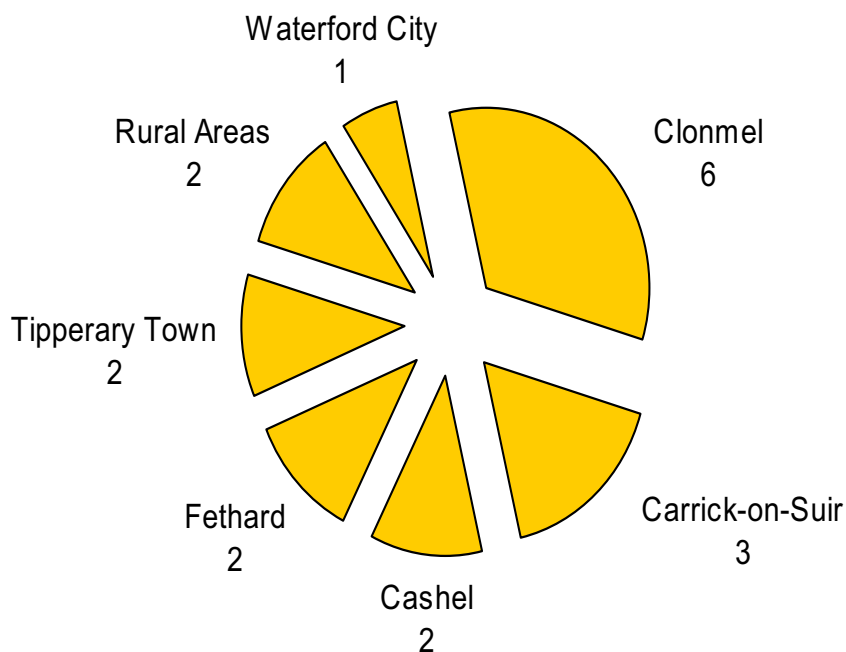 Waterford City
1
Clonmel
6
Carrick-on-Suir
3
Cashel
2
Fethard
2
Tipperary Town
2
Rural Areas
2